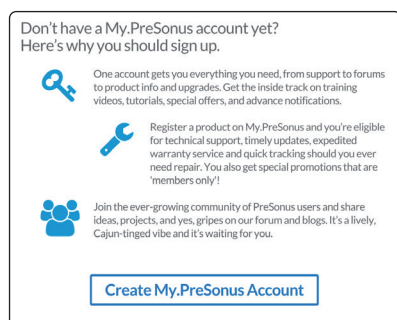 Don't have a My.PreSonus account yet?
Here's why you should sign up.
One account gets you everything you need, from support to forums
to product info and upgrades. Get the inside track on training
videos, tutorials, special offers, and advance notifications.
Register a product on My.PreSonus and you're eligible
for technical support, timely updates, expedited
warranty service and quick tracking should you ever
need repair. You also get special promotions that are
'members only'!
Join the ever-growing community of PreSonus users and share
ideas, projects, and yes, gripes on our forum and blogs. It's a lively,
Cajun-tinged vibe and it's waiting for you.
Create My.PreSonus Account